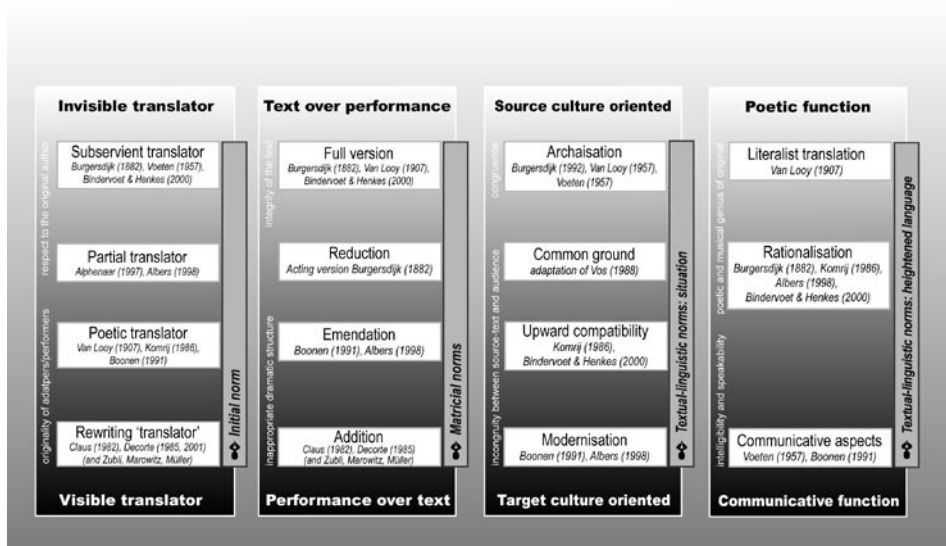 Invisible translator
respect to the original author
originality of adatpers/performers
Subservient translator
Burgersdijk (1882), Voeten (1957),
Bindervoet & Henkes (2000)
Partial translator
Alphenaer (1997), Albers (1998)
Poetic translator
Van Looy (1907), Komrij (1986),
Boonen (1991)
Rewriting 'translator'
Claus (1982), Decorte (1985, 2001)
(and Zubli, Marowitz, Müller)
Initial norm
Visible translator
Text over performance
integrity of the text
inappropriate dramatic structure
Full version
Burgersdijk (1882), Van Looy (1907),
Bindervoet & Henkes (2000)
Reduction
Acting version Burgersdijk (1882)
Emendation
Boonen (1991), Albers (1998)
Addition
Claus (1982), Decorte (1985)
(and Zubli, Marowitz, Müller)
Matricial norms
Performance over text
Source culture oriented
congruence
incongruity between source-text and audience
Archaisation
Burgersdijk (1992), Van Looy (1957),
Voeten (1957)
Common ground
adaptation of Vos (1988)
Upward compatibility
Komrij (1986),
Bindervoet & Henkes (2000)
Modernisation
Boonen (1991), Albers (1998)
Textual-linguistic norms: situation
Target culture oriented
Poetic function
poetic and musical genius of original
intelligibility and speakability
Literalist translation
Van Looy (1907)
Rationalisation
Burgersdijk (1882), Komrij (1986),
Albers (1998),
Bindervoet & Henkes (2000)
Communicative aspects
Voeten (1957), Boonen (1991)
Textual-linguistic norms: heightened language
Communicative function